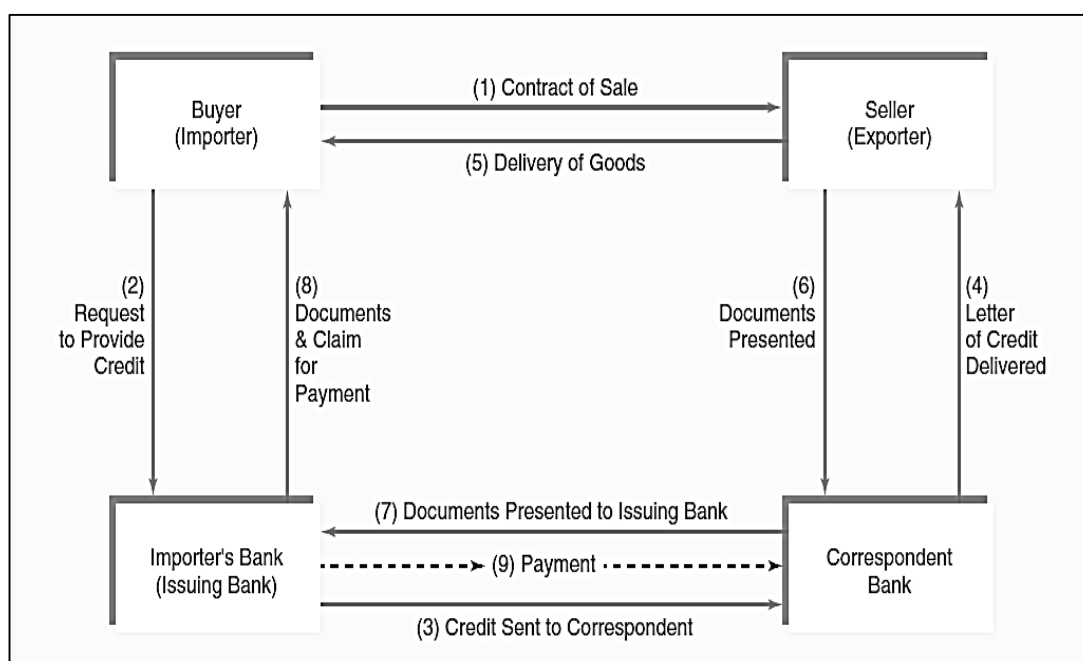 Buyer
(Importer)
(1) Contract of Sale
Seller
(Exporter)
(5) Delivery of Goods
(2)
Request
to Provide
Credit
(8)
Documents
& Claim
for
Payment
(6)
Documents
Presented
(4)
Letter
of Credit
Delivered
(7) Documents Presented to Issuing Bank
Importer's Bank
(Issuing Bank)
(9) Payment
Correspondent
Bank
(3) Credit Sent to Correspondent